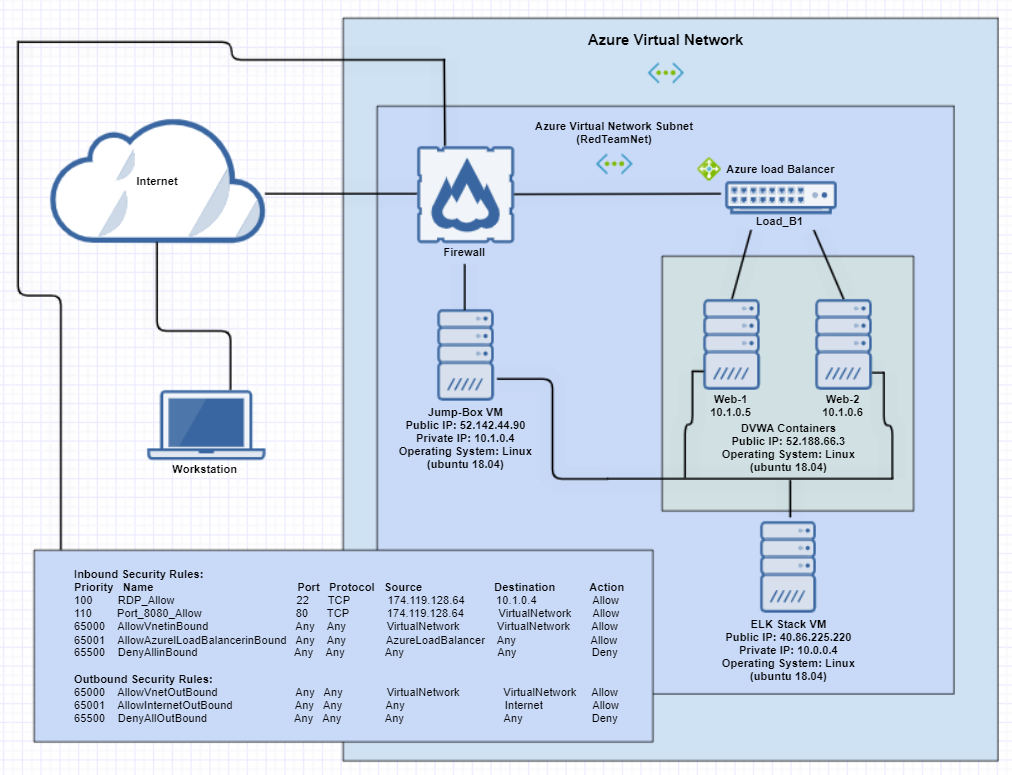 Azure Virtual Network
Azure Virtual Network Subnet
(RedTeamNet)
Internet
Azure load Balancer
Load_B1
Firewall
Jump-Box VM
Public IP: 52.142.44.90
Private IP: 10.1.0.4
Operating System: Linux
(ubuntu 18.04)
Web-1
10.1.0.5
Web-2
10.1.0.6
DVWA Containers
Public IP: 52.188.66.3
Operating System: Linux
(ubuntu 18.04)
Workstation
ELK Stack VM
Public IP: 40.86.225.220
Private IP: 10.0.0.4
Operating System: Linux
(ubuntu 18.04)
Inbound Security Rules:
Priority Name Port Protocol Source Destination Action
100 RDP_Allow 22 TCP 174.119.128.64 10.1.0.4 Allow
110 Port_8080_Allow 80 TCP 174.119.128.64 VirtualNetwork Allow
65000 AllowVnetinBound Any Any VirtualNetwork VirtualNetwork Allow
65001 AllowAzurelLoadBalancerinBound Any Any AzureLoadBalancer Any Allow
65500 DenyAllinBound Any Any Any Any Deny
Outbound Security Rules:
65000 AllowVnetOutBound Any Any VirtualNetwork VirtualNetwork Allow
65001 AllowInternetOutBound Any Any Any Internet Allow
65500 DenyAllOutBound Any Any Any Any Deny